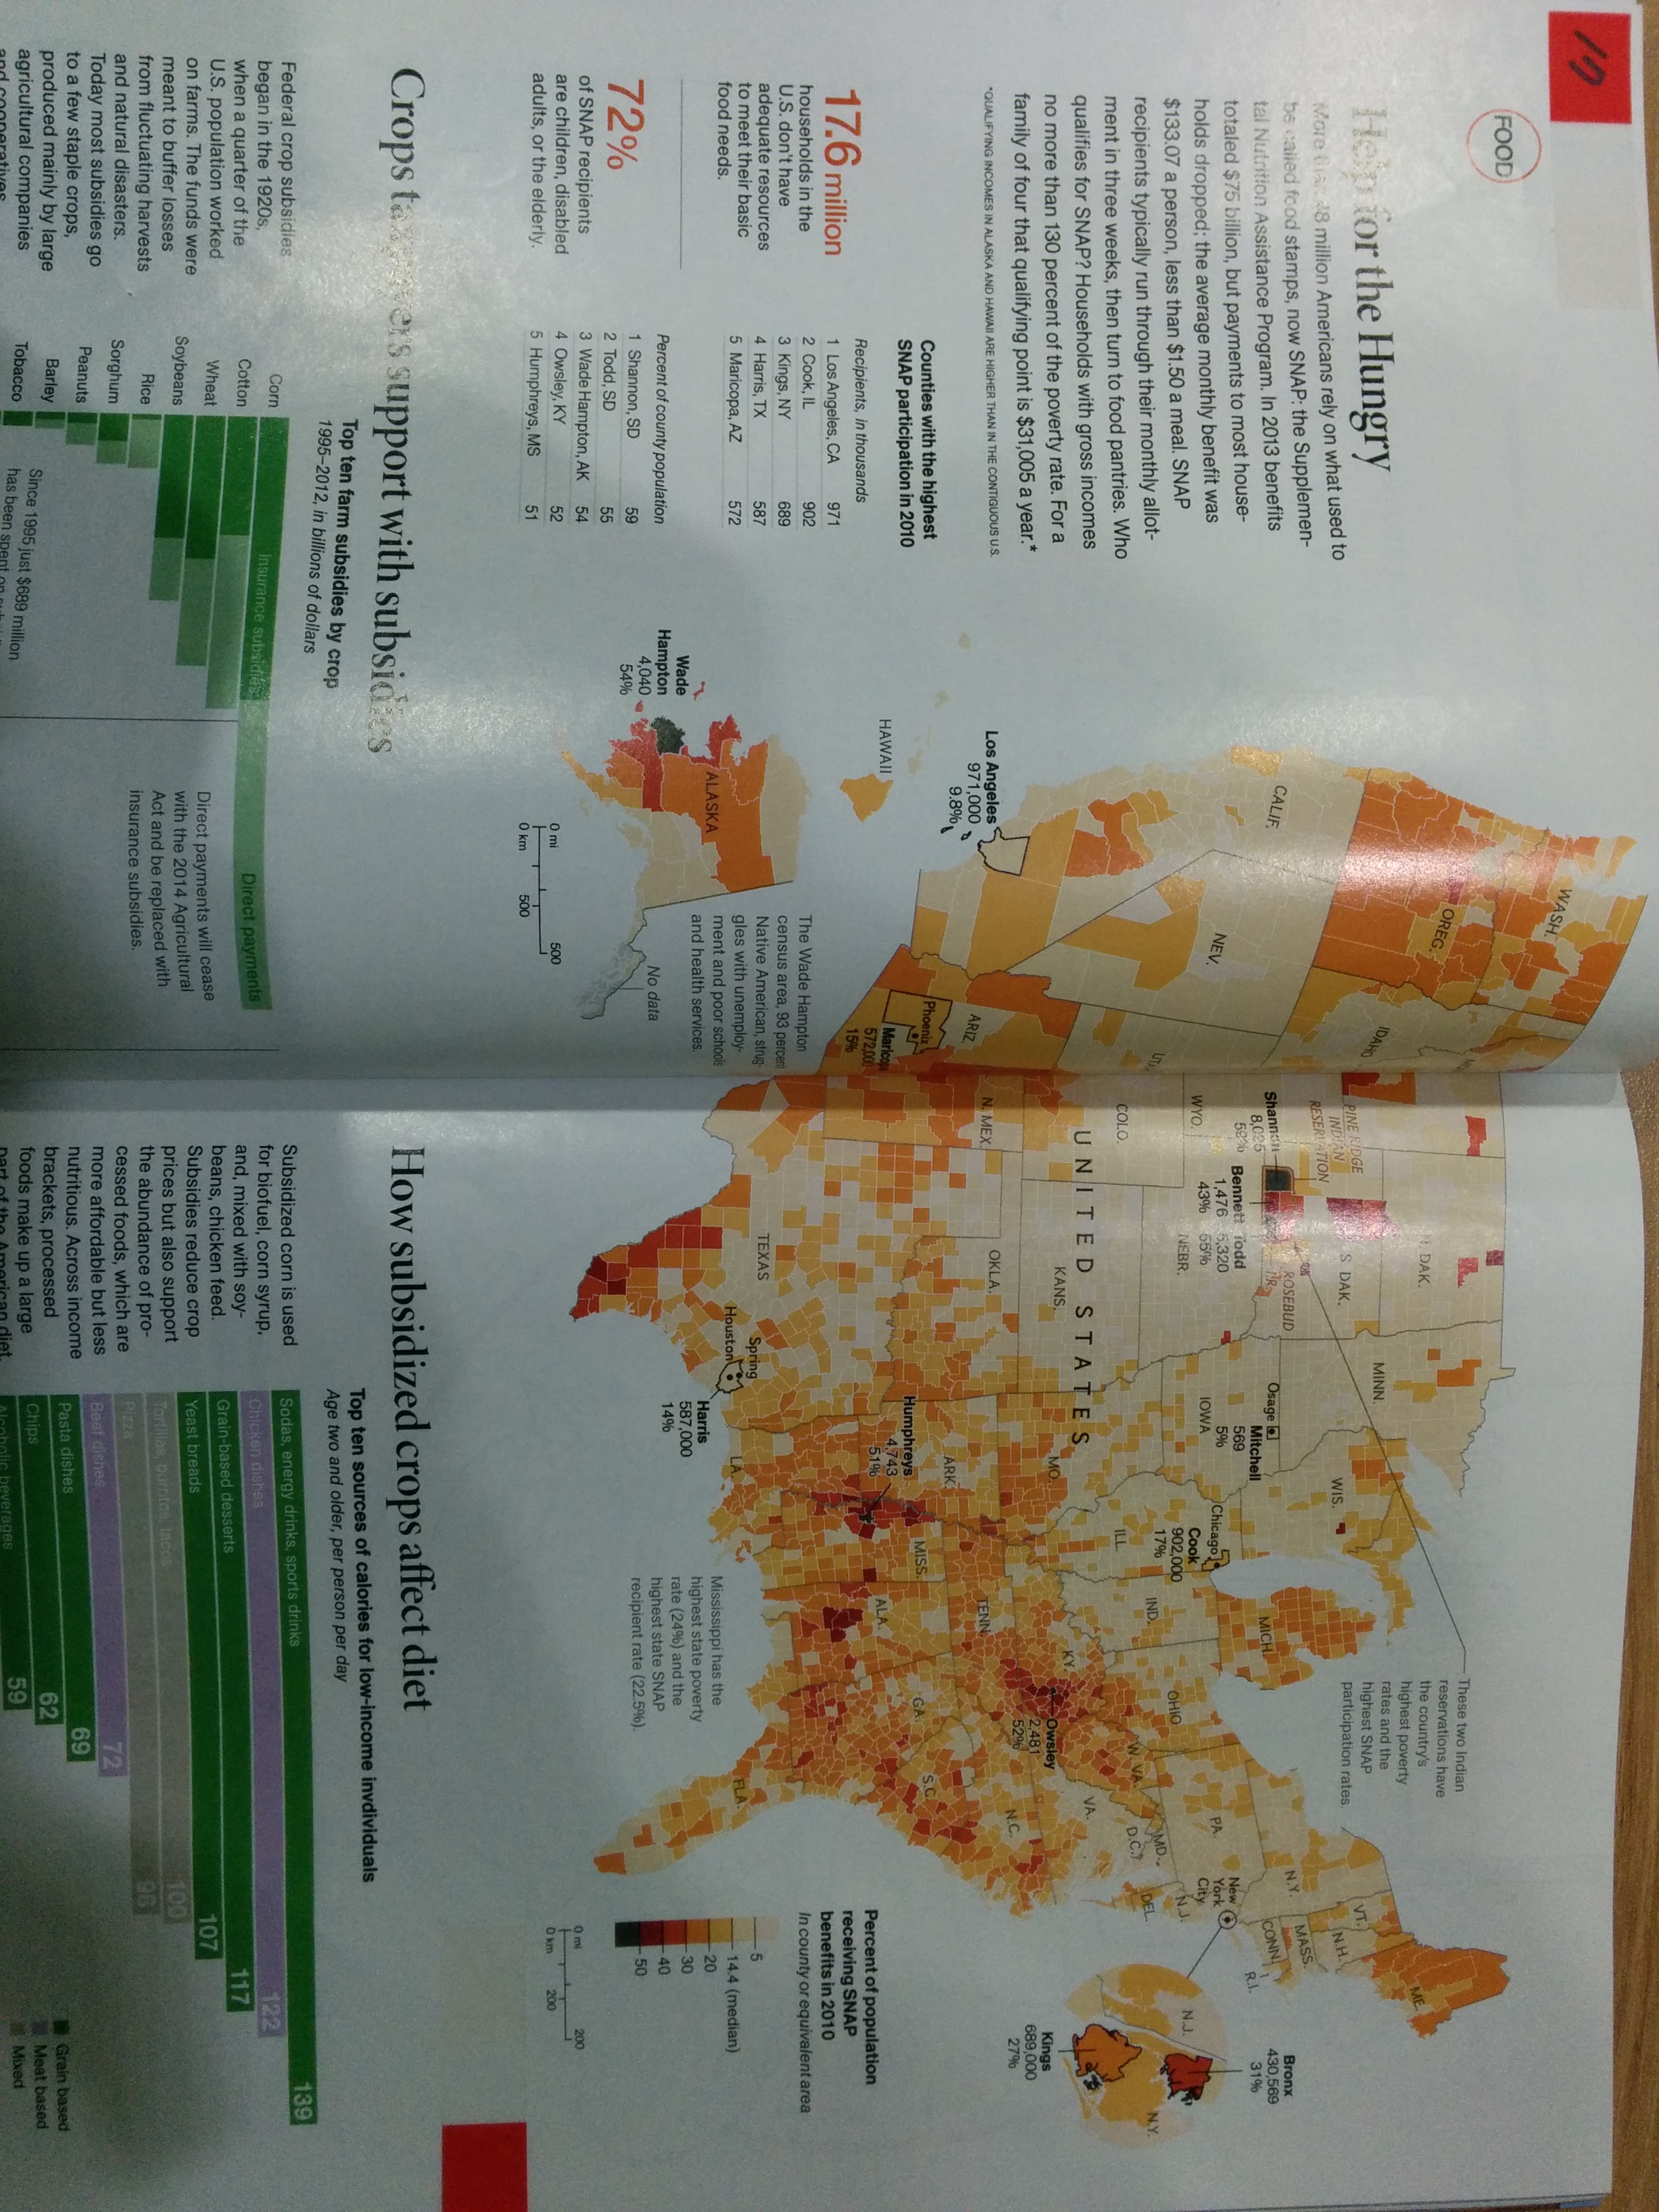 FOOD
Help for the Hungry
More than 48 million Americans rely on what used to
be called food stamps, now SNAP: the Supplemen-
tal Nutrition Assistance Program. In 2013 benefits
totaled $75 billion, but payments to most house-
holds dropped; the average monthly benefit was
$133.07 a person, less than $1.50 a meal. SNAP
recipients typically run through their monthly allot-
ment in three weeks, then turn to food pantries. Who
qualifies for SNAP? Households with gross incomes
no more than 130 percent of the poverty rate. For a
family of four that qualifying point is $31,005 a year.*
*QUALIFYING INCOMES IN ALASKA AND HAWAII ARE HIGHER THAN IN THE CONTIGUOUS U.S.
17.6 million
households in the
U.S. don't have
adequate resources
to meet their basic
food needs.
72%
of SNAP recipients
are children, disabled
adults, or the elderly.
Counties with the highest
SNAP participation in 2010
Recipients, in thousands
1 Los Angeles, CA 971
2 Cook, IL 902
3 Kings, NY 689
4 Harris, TX 587
5 Maricopa, AZ 572
Percent of county population
1 Shannon, SD 59
2 Todd, SD 55
3 Wade Hampton, AK 54
4 Owsley, KY 52
5 Humphreys, MS 51
WASH.
OREG.
CALIF.
NEV.
IDAHO
ARIZ.
Los Angeles
971,000
9.8%
HAWAII
Phoenix
572,000
15%
Wade
Hampton
4,040
54%
ALASKA
No data
0 mi 500
0 km 500
The Wade Hampton
census area, 93 percent
Native American, strug-
gles with unemploy-
ment and poor schools
and health services.
PINE RIDGE
INDIAN
RESERVATION
Shannon
59%
Bennett
1,476
43%
Todd
5,320
55%
ROSEBUD
S. DAK.
WYO.
NEBR.
COLO.
KANS.
UNITED STATES
N. MEX.
OKLA.
TEXAS
MINN.
IOWA
Osage
Mitchell
569
5%
WIS.
Chicago
Cook
902,000
17%
ILL.
IND.
MICH.
OHIO
MO.
ARK.
LA.
Humphreys
4,743
51%
Spring
Houston
Harris
587,000
14%
MISS.
ALA.
TENN.
KY.
Owsley
2,481
52%
GA.
FLA.
S.C.
N.C.
VA.
W. VA.
D.C.
MD.
DEL.
PA.
N.J.
N.Y.
New
York
City
CONN.
R.I.
MASS.
VT.
N.H.
ME.
Bronx
430,569
31%
N.J.
N.Y.
Kings
689,000
27%
These two Indian
reservations have
the country's
highest poverty
rates and the
highest SNAP
participation rates.
Mississippi has the
highest state poverty
rate (24%) and the
highest state SNAP
recipient rate (22.5%).
Percent of population
receiving SNAP
benefits in 2010
In county or equivalent area
5
14.4 (median)
20
30
40
50
0 mi 200
0 km 200
Crops taxpayers support with subsidies
Federal crop subsidies
began in the 1920s,
when a quarter of the
U.S. population worked
on farms. The funds were
meant to buffer losses
from fluctuating harvests
and natural disasters.
Today most subsidies go
to a few staple crops,
produced mainly by large
agricultural companies
and cooperatives.
Top ten farm subsidies by crop
1995–2012, in billions of dollars
Corn
Insurance subsidies
Direct payments
Cotton
Wheat
Soybeans
Rice
Sorghum
Peanuts
Barley
Tobacco
Since 1995 just $689 million
has been spent on
Direct payments will cease
with the 2014 Agricultural
Act and be replaced with
insurance subsidies.
How subsidized crops affect diet
Subsidized corn is used
for biofuel, corn syrup,
and, mixed with soy-
beans, chicken feed.
Subsidies reduce crop
prices but also support
the abundance of pro-
cessed foods, which are
more affordable but less
nutritious. Across income
brackets, processed
foods make up a large
part of the American diet.
Top ten sources of calories for low-income invdividuals
Age two and older, per person per day
Sodas, energy drinks, sports drinks 139
Chicken dishes 122
Grain-based desserts 117
Yeast breads 107
Tortillas, burritos, tacos 100
Pizza 98
Beef dishes 72
Pasta dishes 69
Chips 62
Alcoholic beverages 59
Grain based
Meat based
Mixed